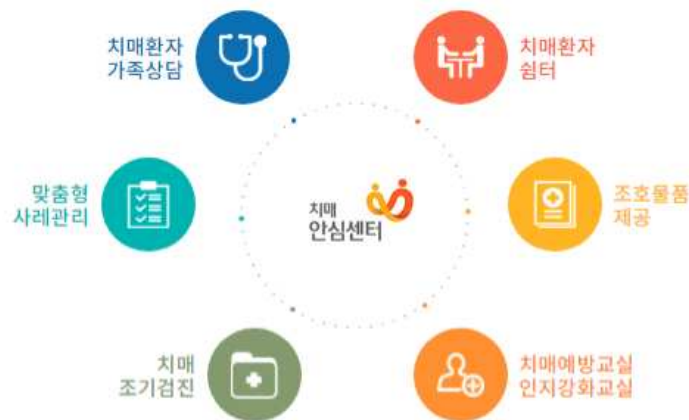 치매환자
가족상담
치매환자
쉼터
맞춤형
사례관리
치매
안심센터
조호물품
제공
치매
조기검진
치매예방교실
인지강화교실